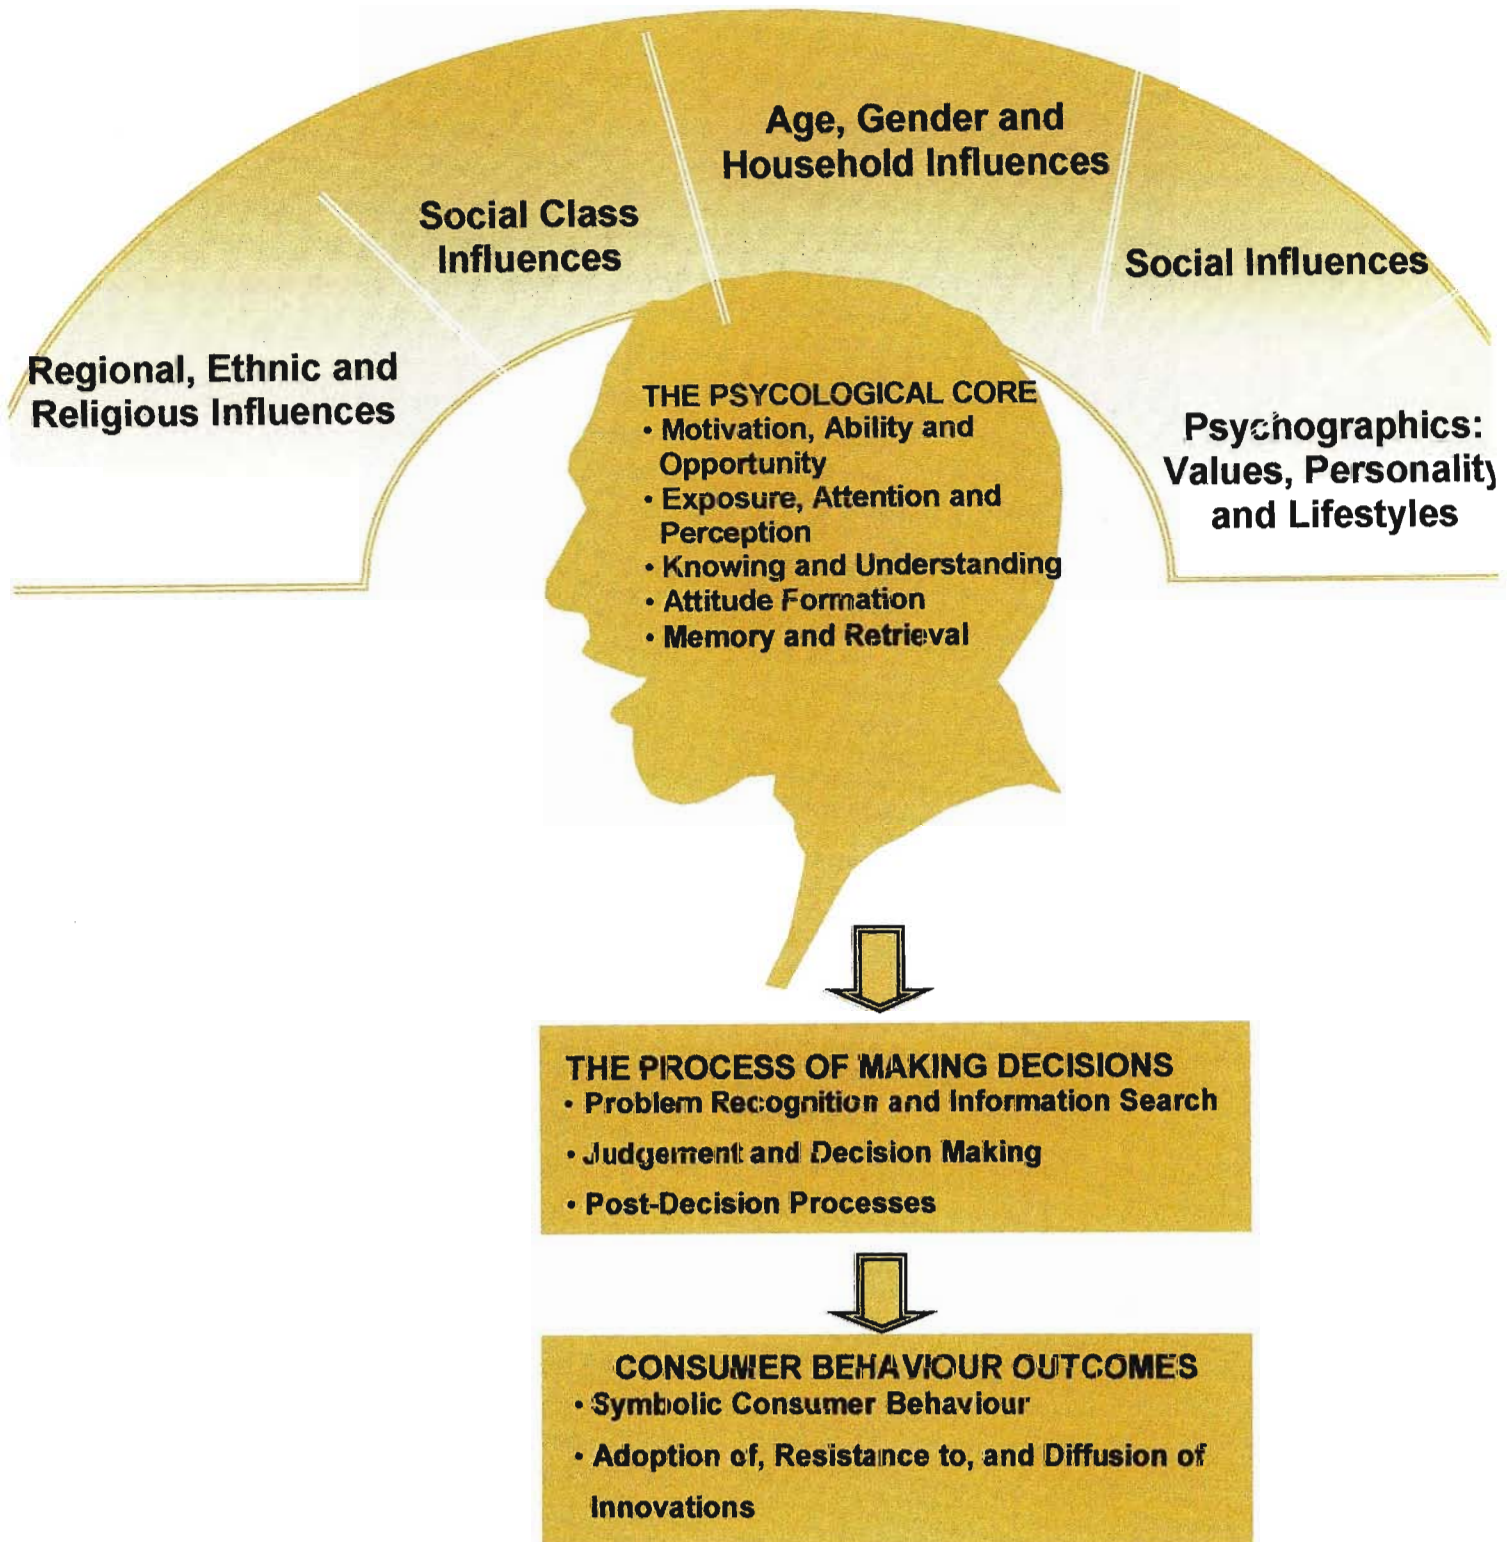 Age, Gender and
Household Influences
Social Class
Influences
Social Influences
Regional, Ethnic and
Religious Influences
Psychographics:
Values, Personality
and Lifestyles
THE PSYCOLOGICAL CORE
• Motivation, Ability and
Opportunity
• Exposure, Attention and
Perception
• Knowing and Understanding
• Attitude Formation
• Memory and Retrieval
THE PROCESS OF MAKING DECISIONS
• Problem Recognition and Information Search
• Judgement and Decision Making
• Post-Decision Processes
CONSUMER BEHAVIOUR OUTCOMES
• Symbolic Consumer Behaviour
• Adoption of, Resistance to, and Diffusion of
Innovations